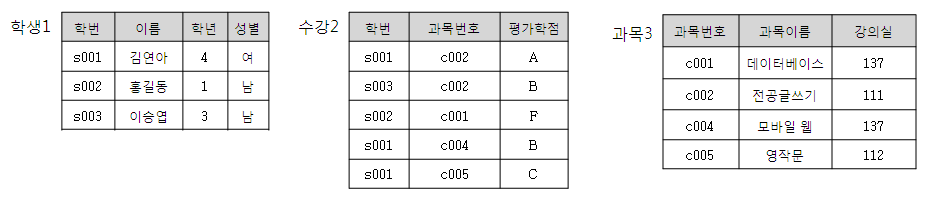 학생1
학번 이름 학년 성별
s001 김연아 4 여
s002 홍길동 1 남
s003 이승엽 3 남
수강2
학번 과목번호 평가학점
s001 c002 A
s003 c002 B
s002 c001 F
s001 c004 B
s001 c005 C
과목3
과목번호 과목이름 강의실
c001 데이터베이스 137
c002 전공글쓰기 111
c004 모바일 웹 137
c005 영작문 112